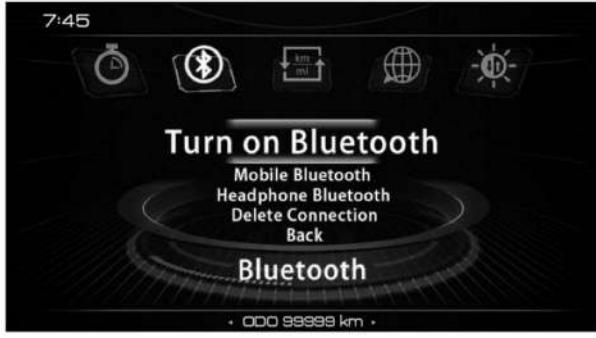 7:45
km
mi
Turn on Bluetooth
Mobile Bluetooth
Headphone Bluetooth
Delete Connection
Back
Bluetooth
• ODO 99999 km •